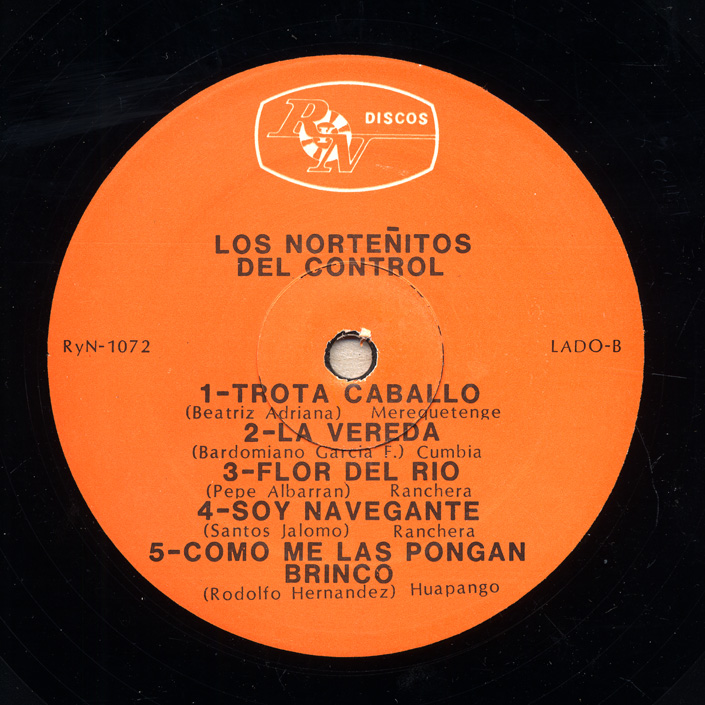 RyN DISCOS
LOS NORTEÑITOS
DEL CONTROL
RyN-1072 LADO-B
1-TROTA CABALLO
(Beatriz Adriana) Merequetenge
2-LA VEREDA
(Bardomiano Garcia F.) Cumbia
3-FLOR DEL RIO
(Pepe Albarran) Ranchera
4-SOY NAVEGANTE
(Santos Jalomo) Ranchera
5-COMO ME LAS PONGAN
BRINCO
(Rodolfo Hernandez) Huapango